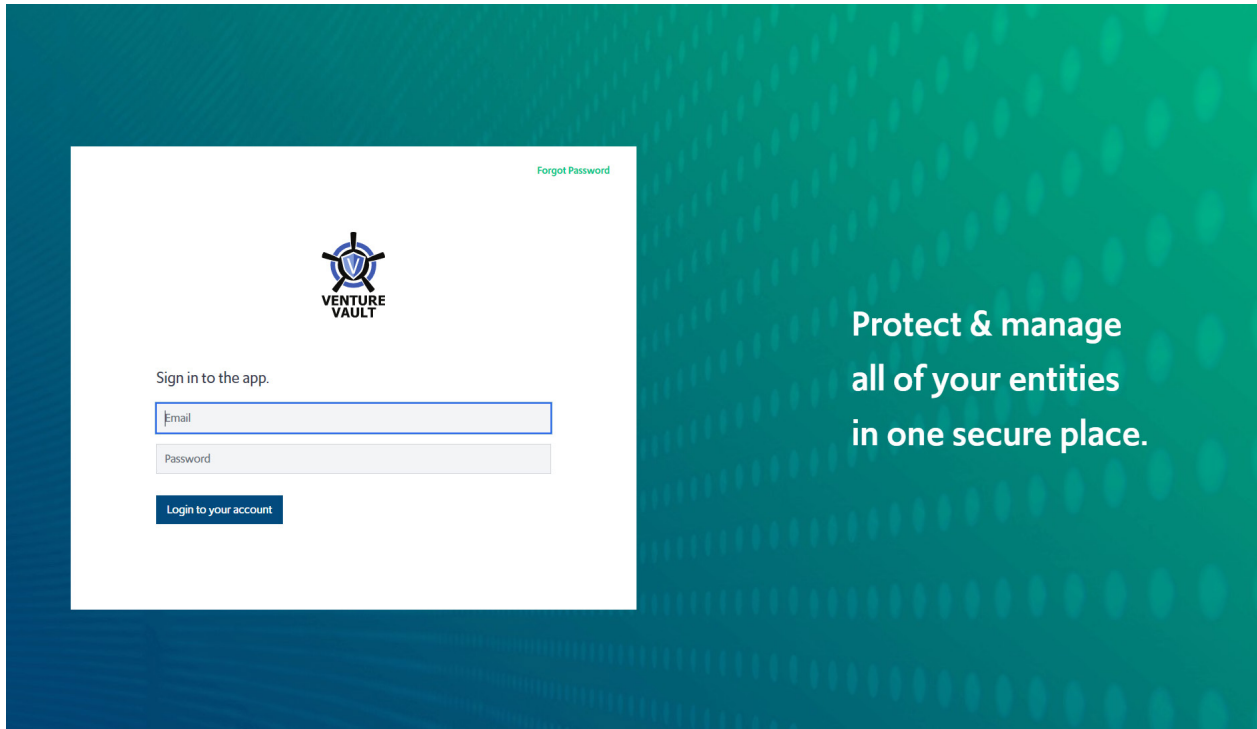 Forgot Password
VENTURE
VAULT
Sign in to the app.
Email
Password
Login to your account
Protect & manage
all of your entities
in one secure place.